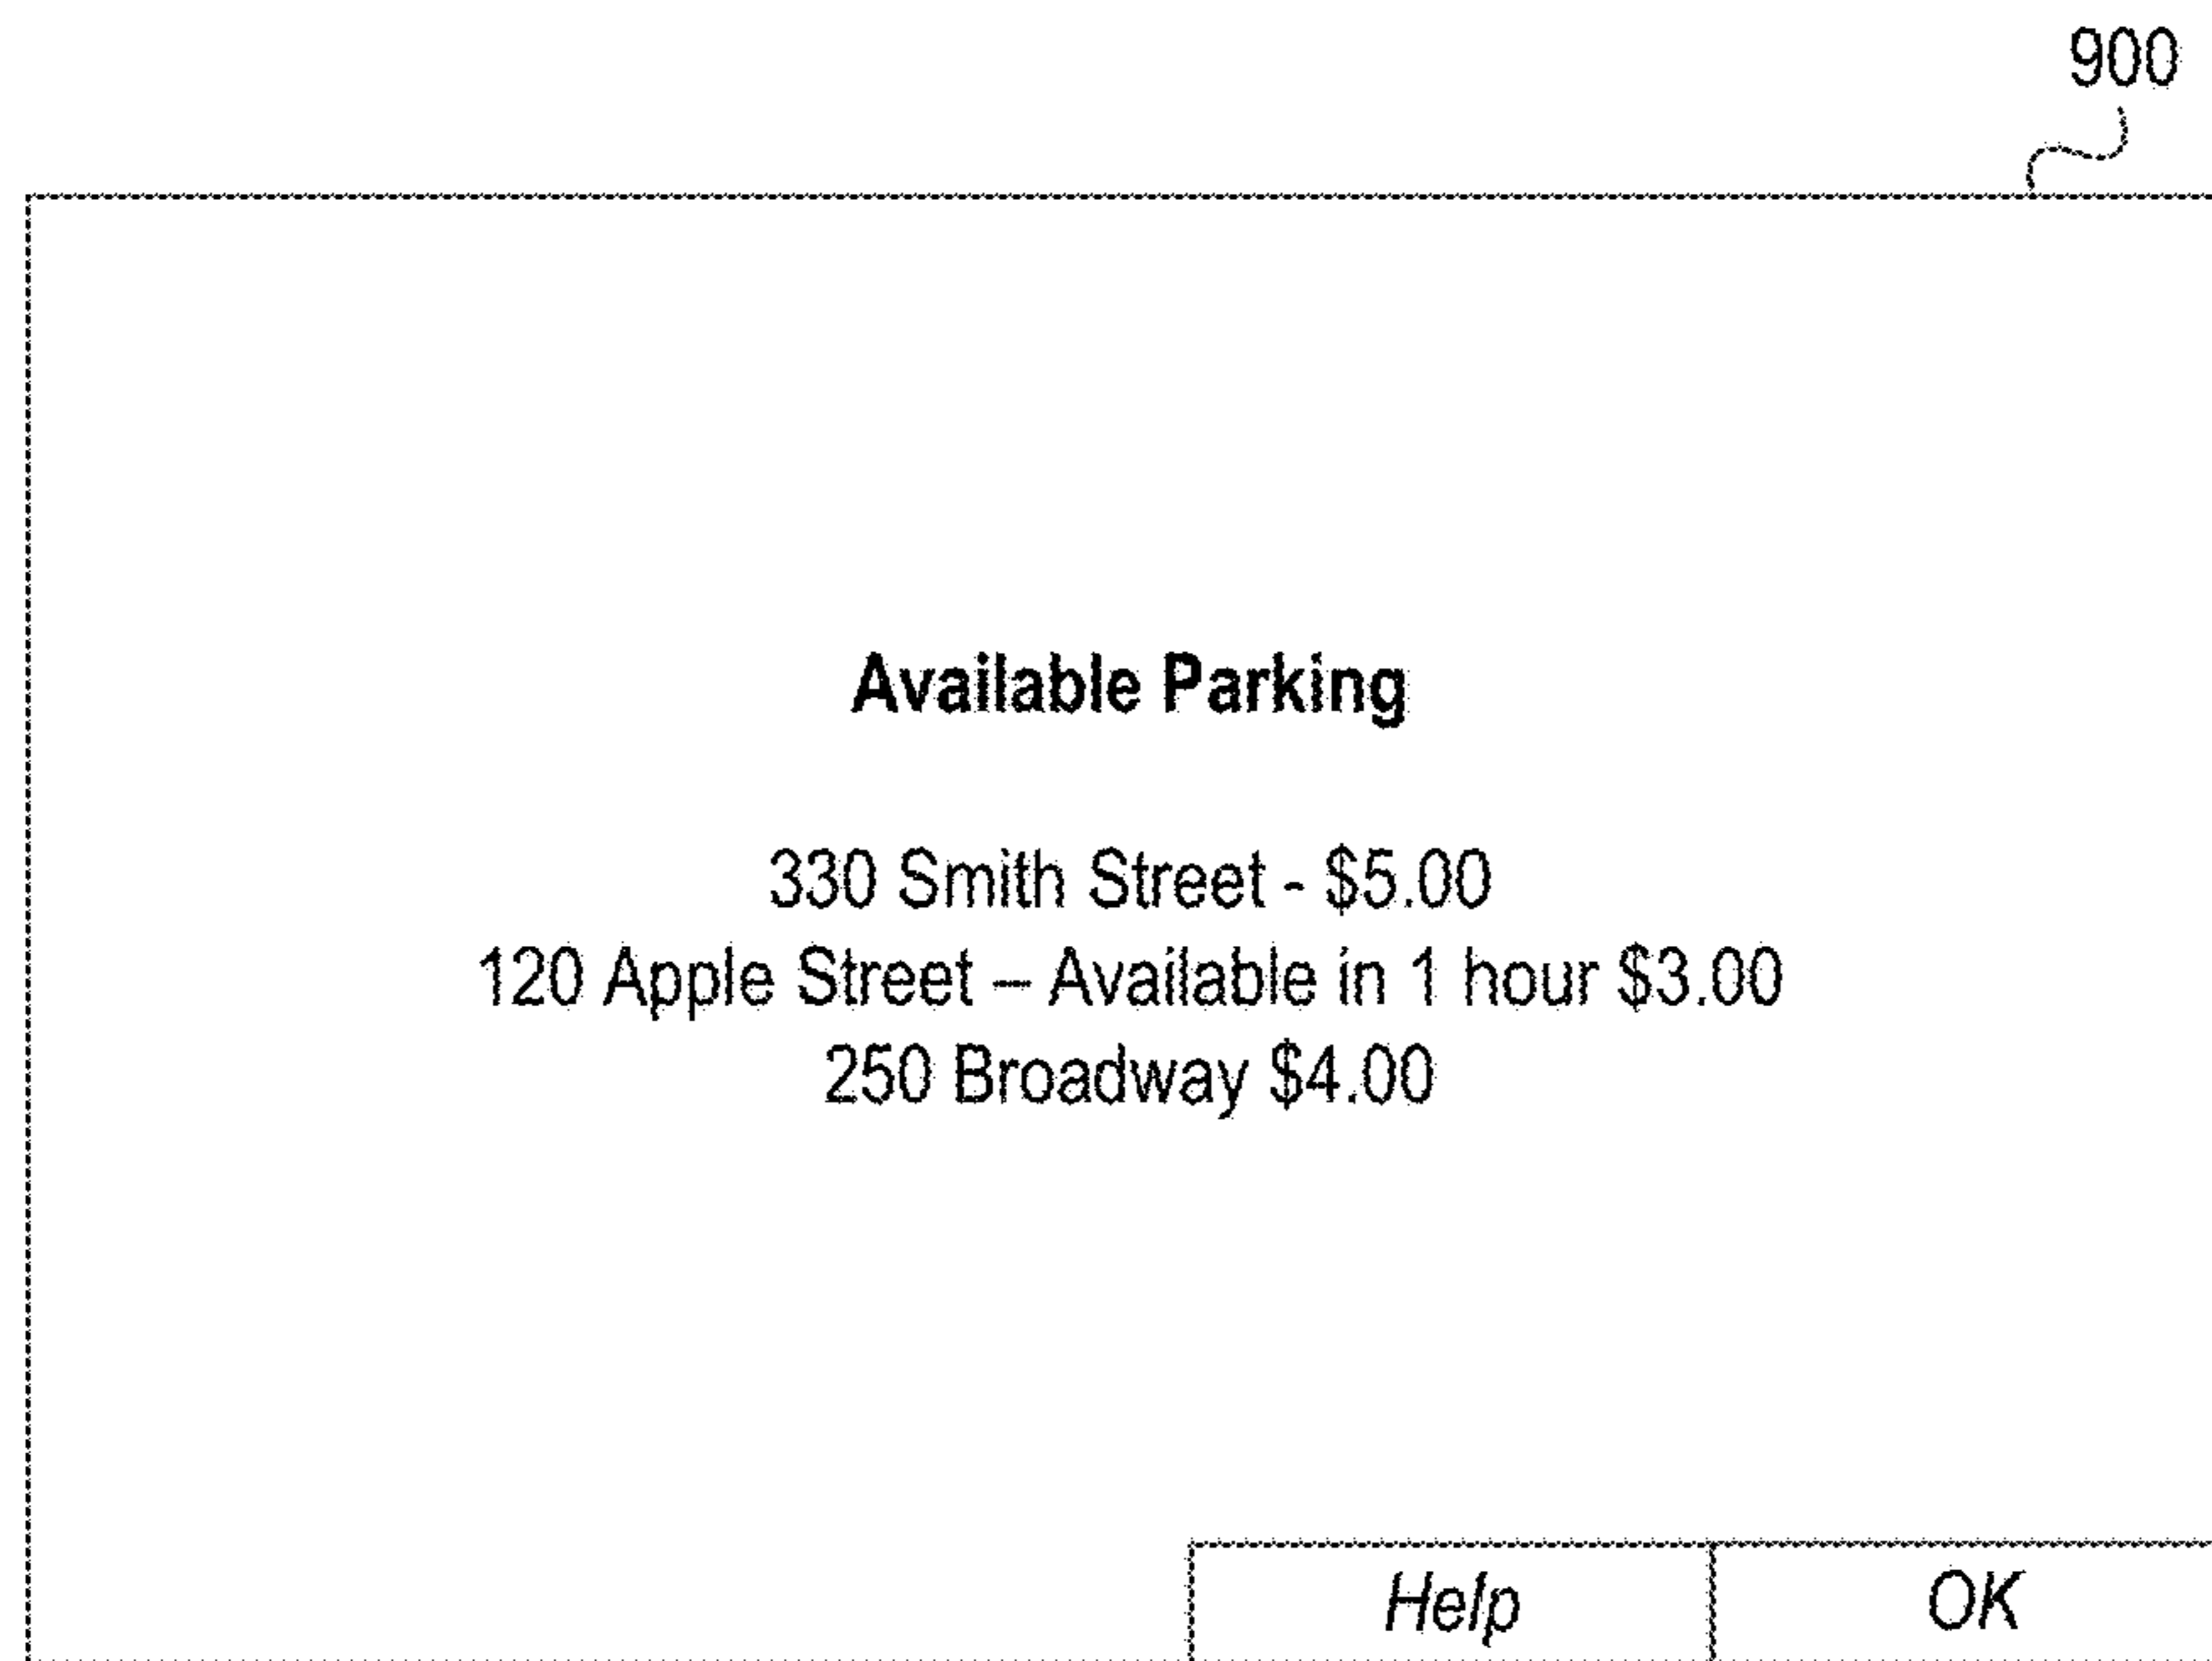 900
Available Parking
330 Smith Street - $5.00
120 Apple Street – Available in 1 hour $3.00
250 Broadway $4.00
Help
OK